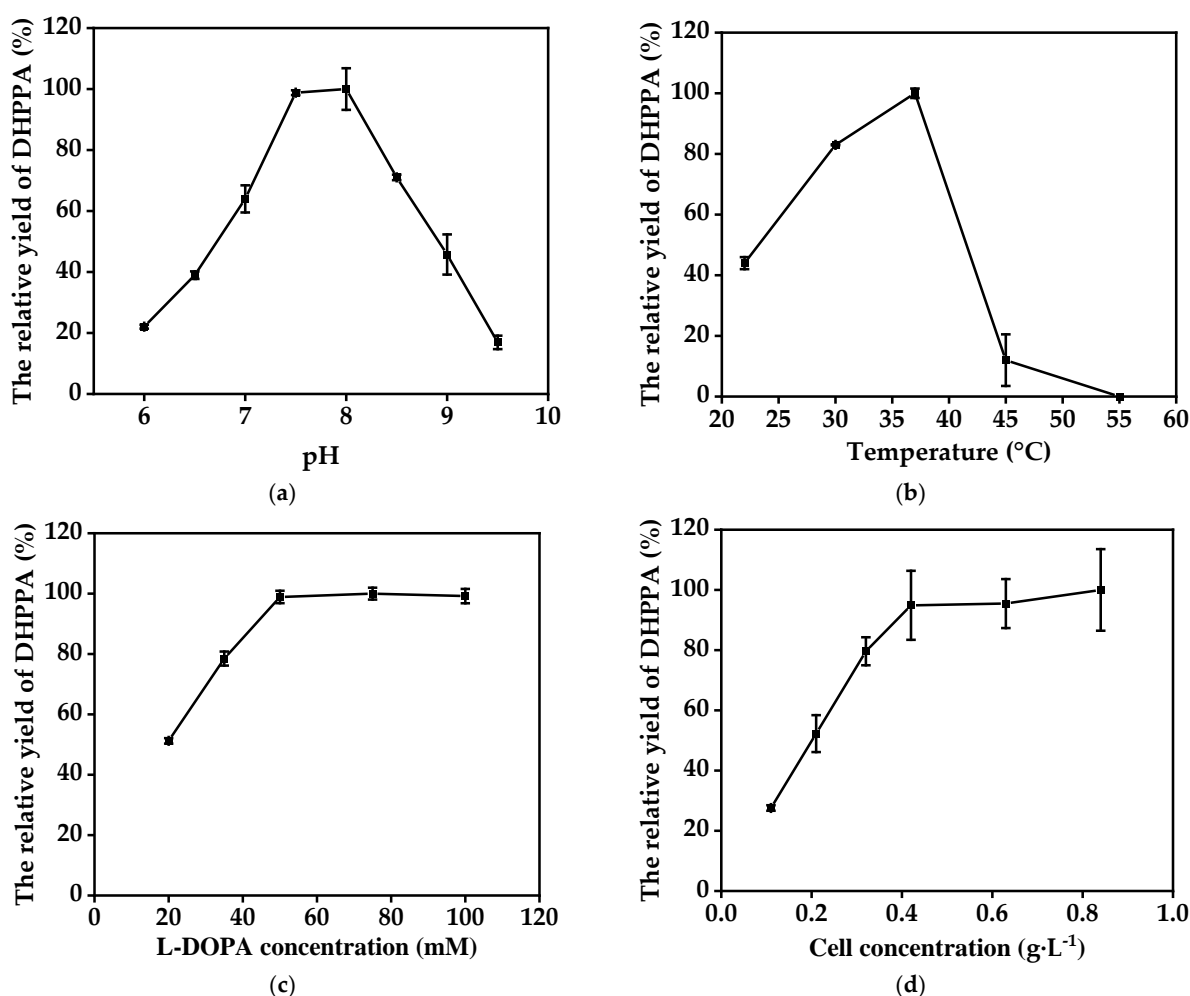 The relative yield of DHPPA (%)
120
100
80
60
40
20
0
6 7 8 9 10
pH
(a)
The relative yield of DHPPA (%)
120
100
80
60
40
20
0
20 25 30 35 40 45 50 55 60
Temperature (°C)
(b)
The relative yield of DHPPA (%)
120
100
80
60
40
20
0
0 20 40 60 80 100 120
L-DOPA concentration (mM)
(c)
The relative yield of DHPPA (%)
120
100
80
60
40
20
0
0.0 0.2 0.4 0.6 0.8 1.0
Cell concentration (g·L⁻¹)
(d)